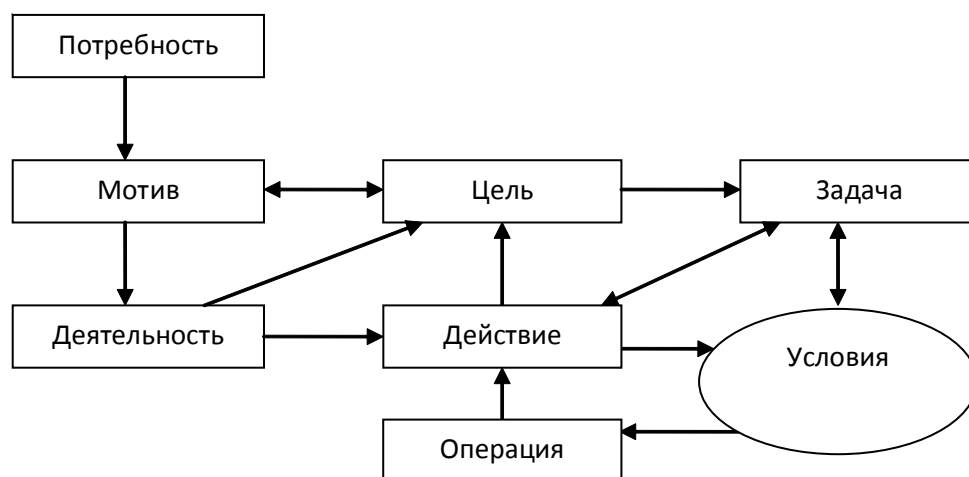 Потребность
Мотив
Цель
Задача
Деятельность
Действие
Условия
Операция